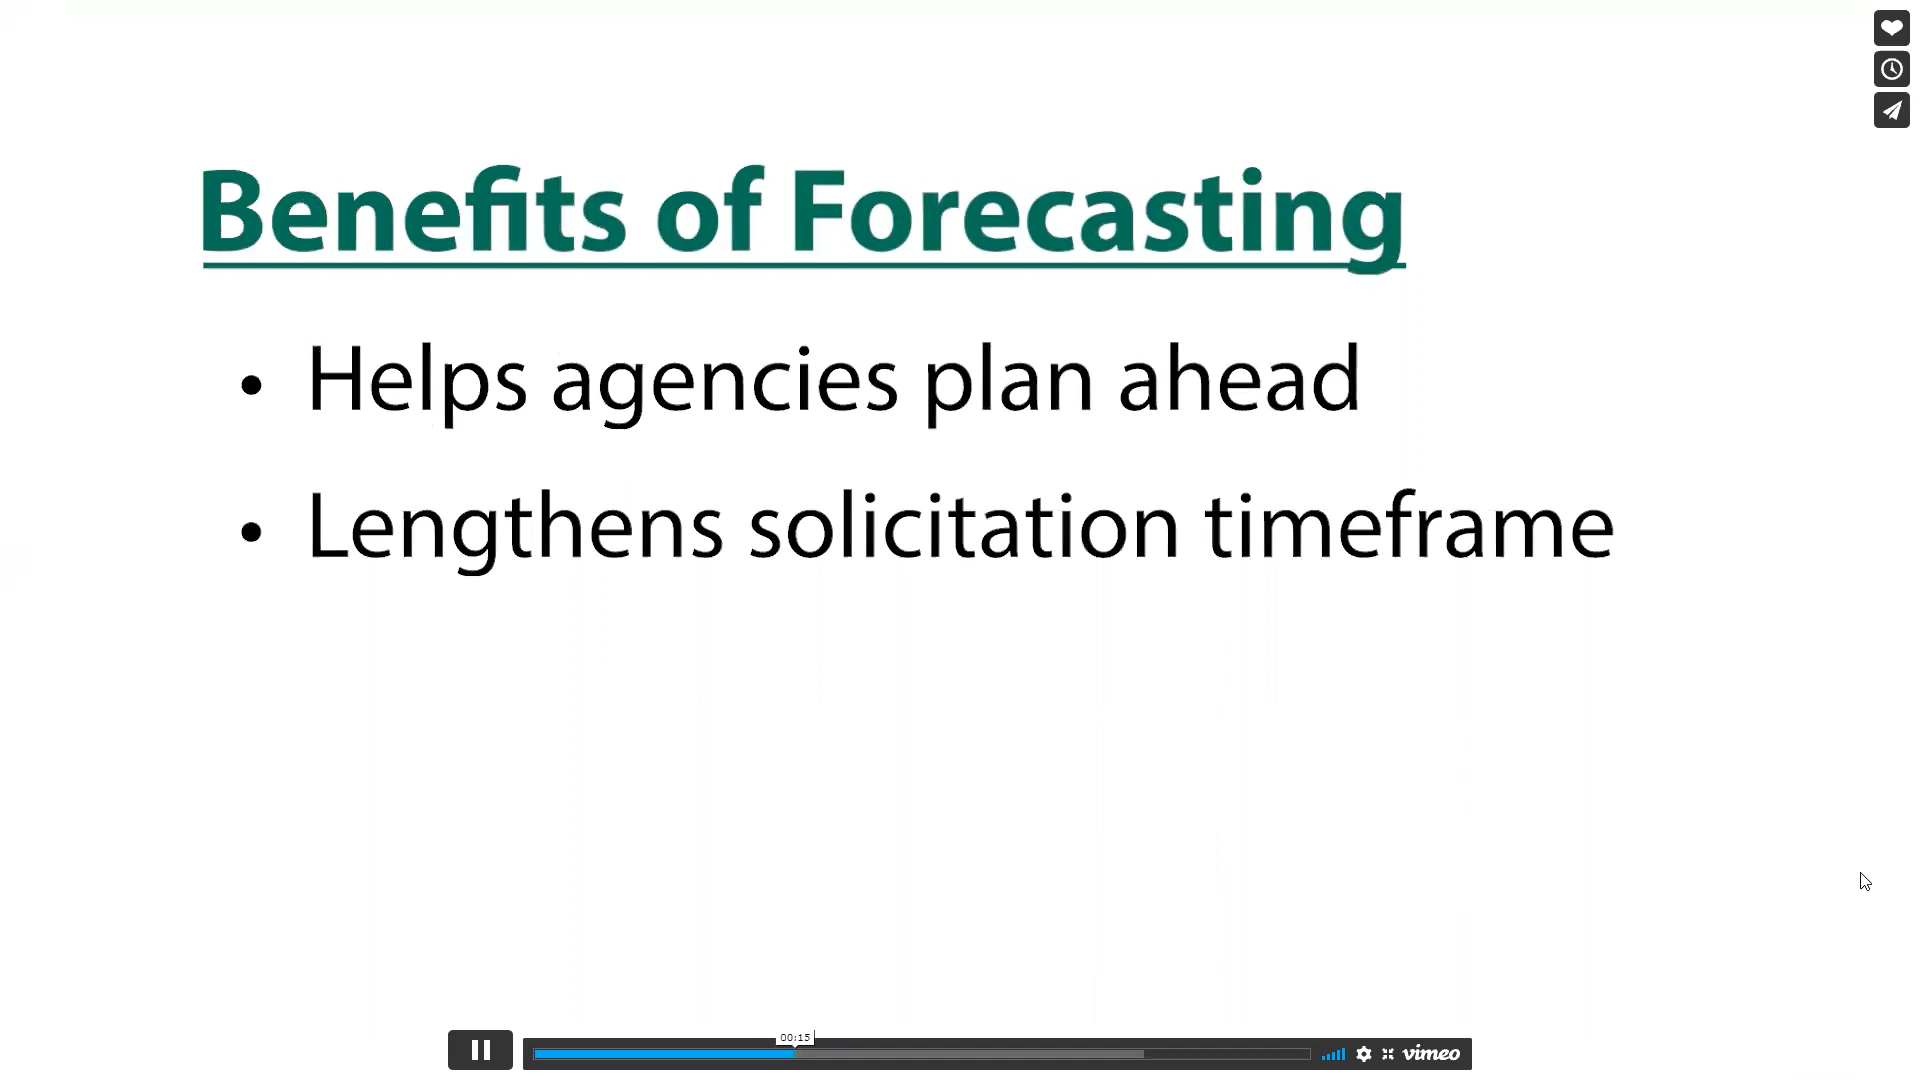 Benefits of Forecasting
• Helps agencies plan ahead
• Lengthens solicitation timeframe
00:15
vimeo